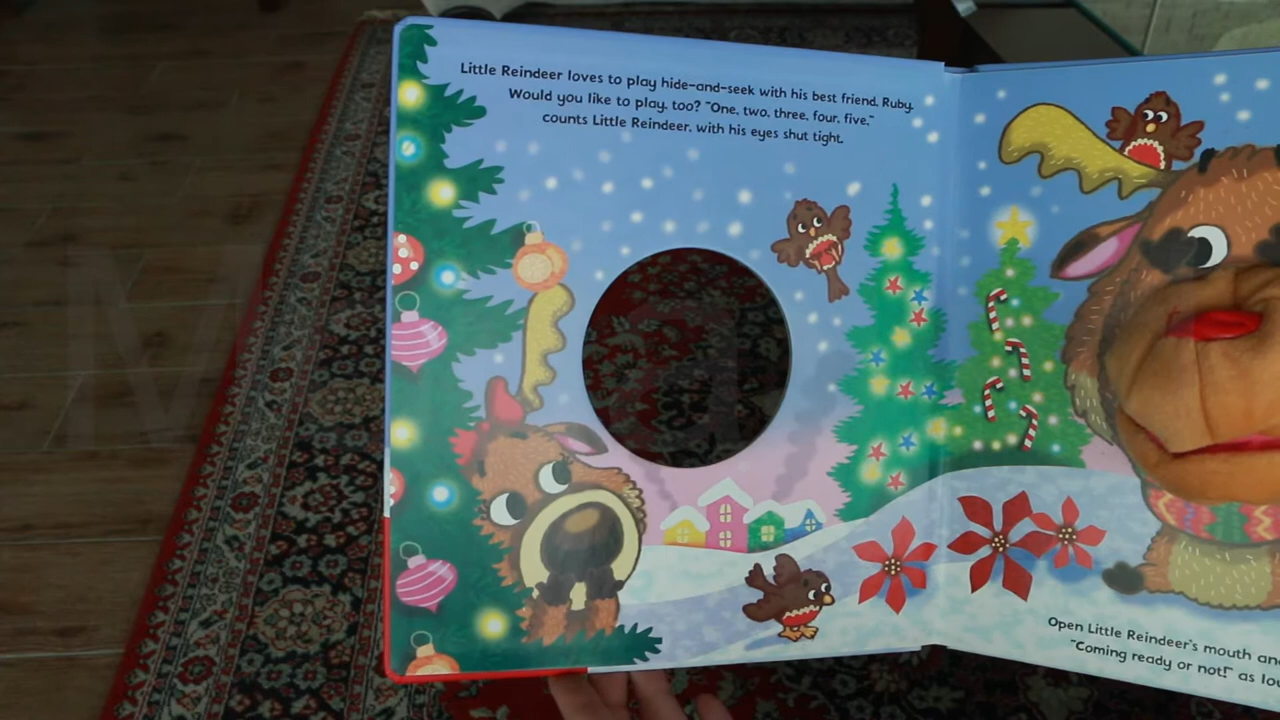 Little Reindeer loves to play hide-and-seek with his best friend, Ruby.
Would you like to play, too? "One, two, three, four, five,"
counts Little Reindeer, with his eyes shut tight.
Open Little Reindeer's mouth and
"Coming ready or not!" as